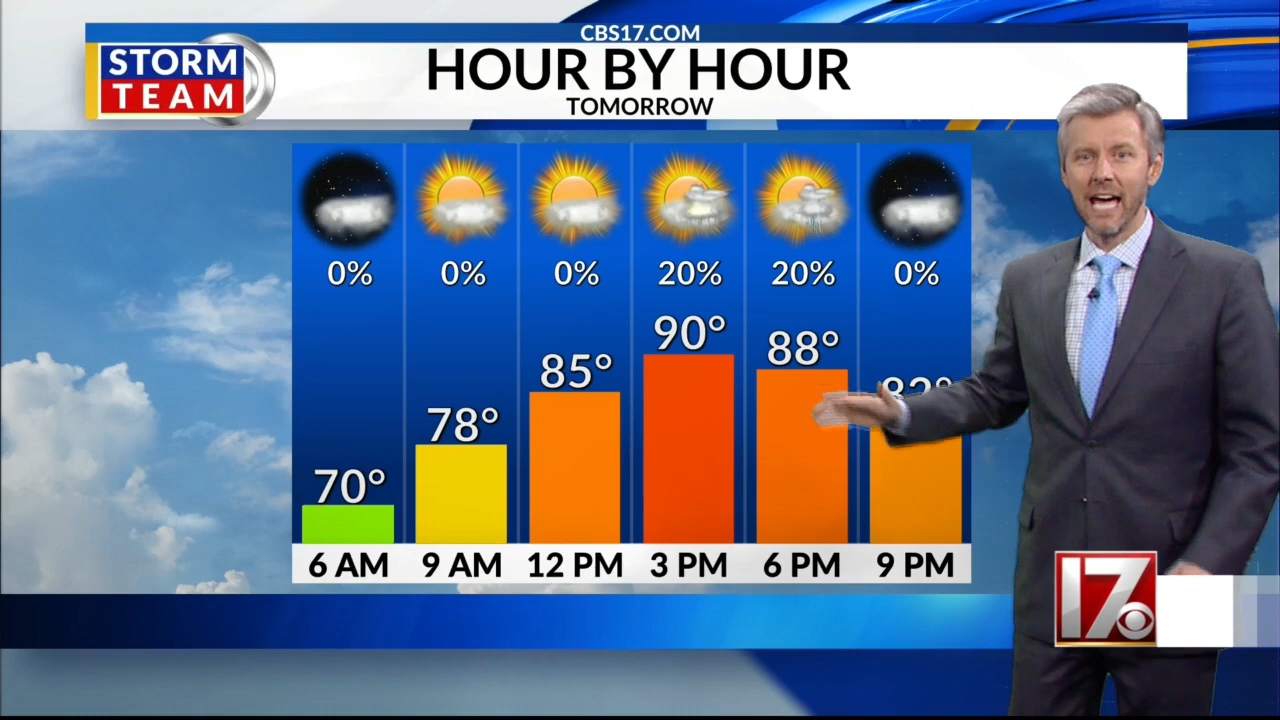 CBS17.COM
STORM
TEAM
HOUR BY HOUR
TOMORROW
0% 0% 0% 20% 20% 0%
70° 78° 85° 90° 88°
6 AM 9 AM 12 PM 3 PM 6 PM 9 PM
17